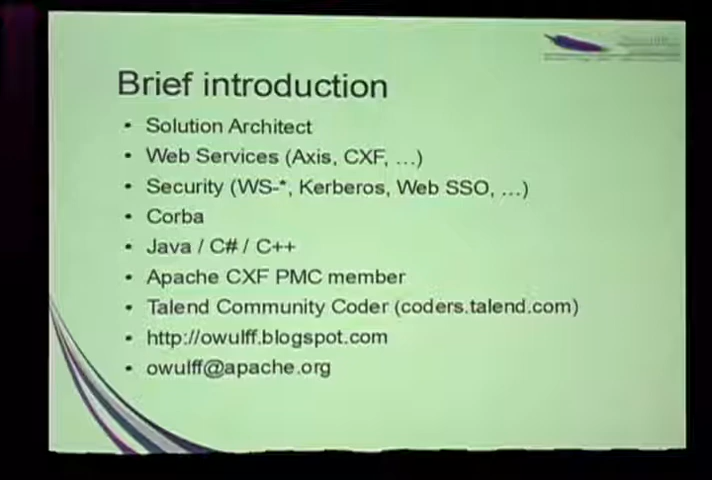 Brief introduction
• Solution Architect
• Web Services (Axis, CXF, ...)
• Security (WS-*, Kerberos, Web SSO, ...)
• Corba
• Java / C# / C++
• Apache CXF PMC member
• Talend Community Coder (coders.talend.com)
• http://owulff.blogspot.com
• owulff@apache.org